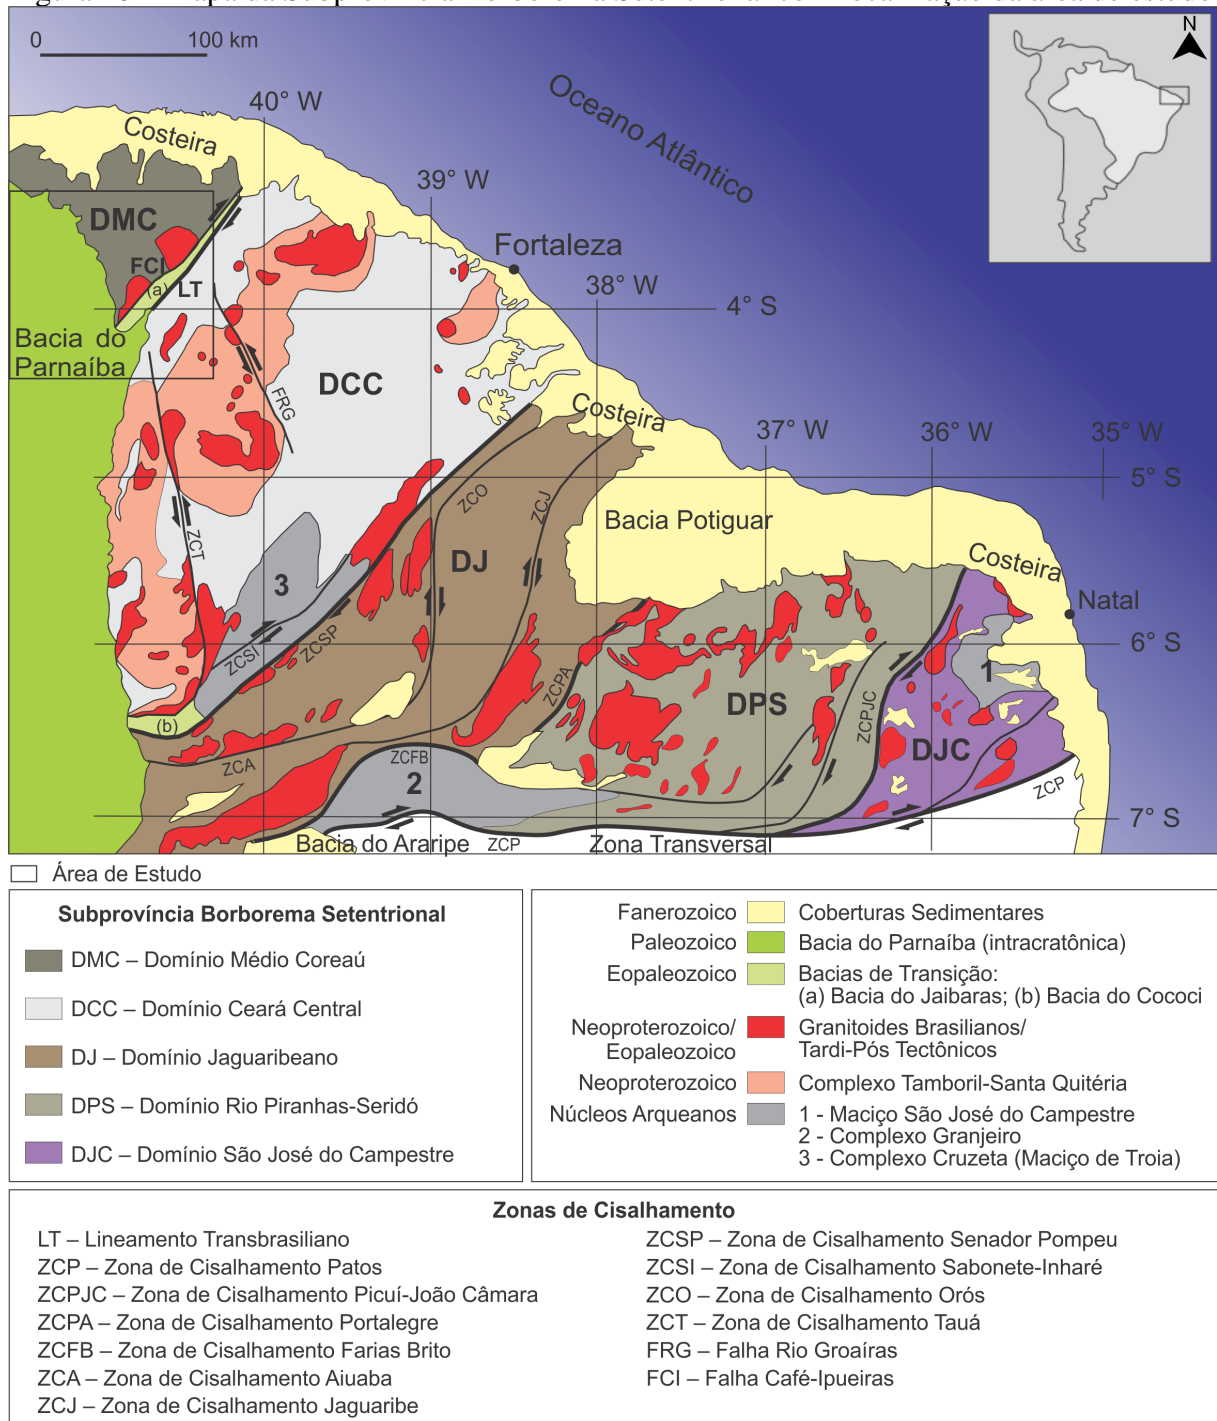 0 100 km
N
40° W
Oceano Atlântico
Costeira
39° W
DMC
Fortaleza
FCI
(a)
LT
38° W
4° S
Bacia do
Parnaíba
DCC
FRG
Costeira
37° W
36° W
35° W
5° S
ZCO
ZCJ
Bacia Potiguar
ZCT
DJ
Costeira
3
Natal
ZCSI
ZCSP
6° S
ZCPA
1
DPS
ZCPJC
(b)
DJC
ZCA
ZCFB
2
ZCP
7° S
Bacia do Araripe
ZCP
Zona Transversal
Área de Estudo
Subprovíncia Borborema Setentrional
DMC – Domínio Médio Coreaú
DCC – Domínio Ceará Central
DJ – Domínio Jaguaribeano
DPS – Domínio Rio Piranhas-Seridó
DJC – Domínio São José do Campestre
Fanerozoico Coberturas Sedimentares
Paleozoico Bacia do Parnaíba (intracratônica)
Eopaleozoico Bacias de Transição:
(a) Bacia do Jaibaras; (b) Bacia do Cococi
Neoproterozoico/ Granitoides Brasilianos/
Eopaleozoico Tardi-Pós Tectônicos
Neoproterozoico Complexo Tamboril-Santa Quitéria
Núcleos Arqueanos 1 - Maciço São José do Campestre
2 - Complexo Granjeiro
3 - Complexo Cruzeta (Maciço de Troia)
Zonas de Cisalhamento
LT – Lineamento Transbrasiliano
ZCP – Zona de Cisalhamento Patos
ZCPJC – Zona de Cisalhamento Picuí-João Câmara
ZCPA – Zona de Cisalhamento Portalegre
ZCFB – Zona de Cisalhamento Farias Brito
ZCA – Zona de Cisalhamento Aiuaba
ZCJ – Zona de Cisalhamento Jaguaribe
ZCSP – Zona de Cisalhamento Senador Pompeu
ZCSI – Zona de Cisalhamento Sabonete-Inharé
ZCO – Zona de Cisalhamento Orós
ZCT – Zona de Cisalhamento Tauá
FRG – Falha Rio Groaíras
FCI – Falha Café-Ipueiras